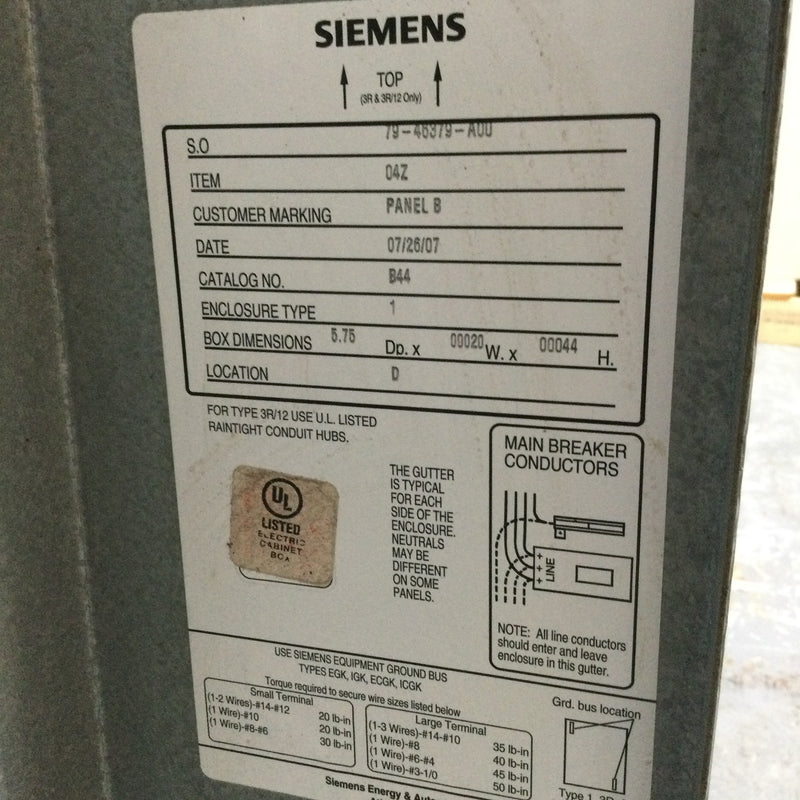 SIEMENS
TOP
(3R & 3R/12 Only)
S.O 79-46379-A00
ITEM 04Z
CUSTOMER MARKING PANEL B
DATE 07/26/07
CATALOG NO. B44
ENCLOSURE TYPE 1
BOX DIMENSIONS 5.75 Dp. x 00020 W. x 00044 H.
LOCATION D
FOR TYPE 3R/12 USE U.L. LISTED
RAINTIGHT CONDUIT HUBS.
UL
LISTED
ELECTRIC
CABINET
BOX
THE GUTTER
IS TYPICAL
FOR EACH
SIDE OF THE
ENCLOSURE.
NEUTRALS
MAY BE
DIFFERENT
ON SOME
PANELS.
MAIN BREAKER
CONDUCTORS
+
+
+
LINE
NOTE: All line conductors
should enter and leave
enclosure in this gutter.
USE SIEMENS EQUIPMENT GROUND BUS
TYPES EGK, IGK, ECGK, ICGK
Torque required to secure wire sizes listed below
Small Terminal
(1-2 Wires)-#14-#12 20 lb-in
(1 Wire)-#10 20 lb-in
(1 Wire)-#8-#6 30 lb-in
Large Terminal
(1-3 Wires)-#14-#10 35 lb-in
(1 Wire)-#8 40 lb-in
(1 Wire)-#6-#4 45 lb-in
(1 Wire)-#3-1/0 50 lb-in
Grd. bus location
Type 1, 3R
Siemens Energy &